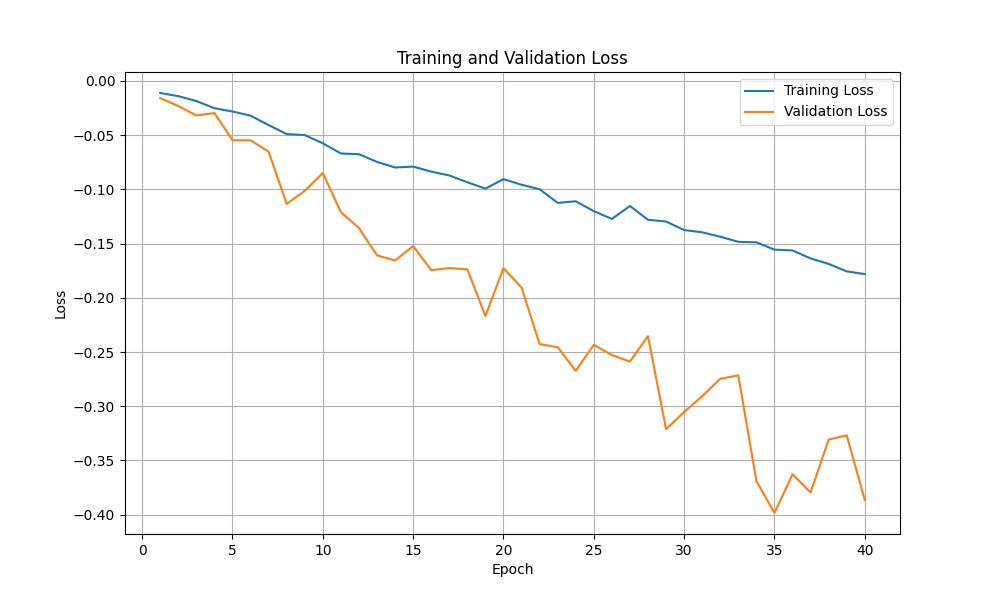 Training and Validation Loss
Training Loss
Validation Loss
0.00
−0.05
−0.10
−0.15
−0.20
−0.25
−0.30
−0.35
−0.40
Loss
0 5 10 15 20 25 30 35 40
Epoch